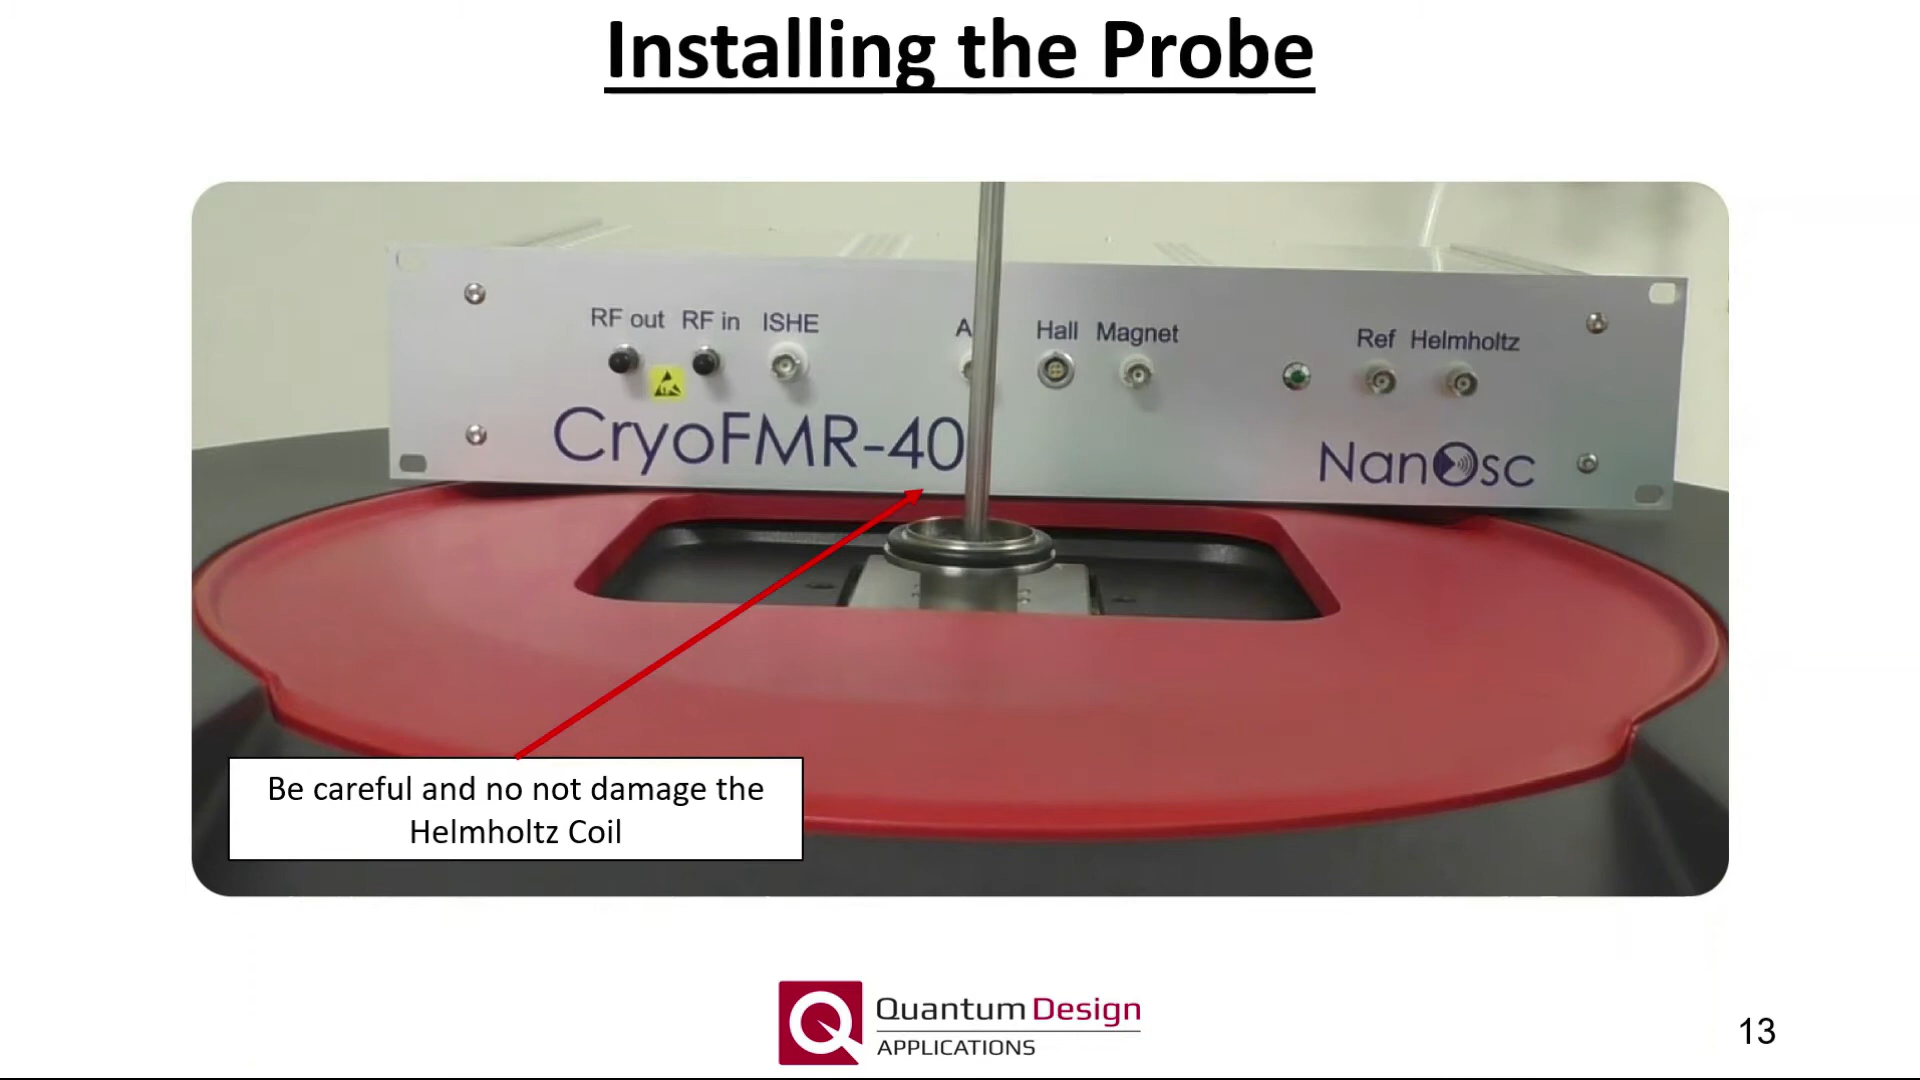 Installing the Probe
RF out RF in ISHE
Hall Magnet
Ref Helmholtz
CryoFMR-40
NanOsc
Be careful and no not damage the
Helmholtz Coil
Quantum Design
APPLICATIONS
13